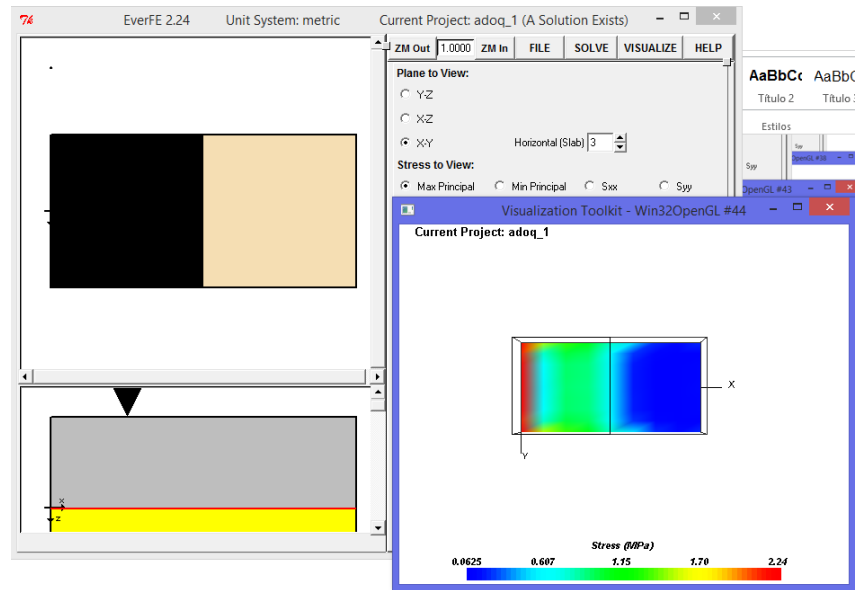 EverFE 2.24 Unit System: metric Current Project: adoq_1 (A Solution Exists)
ZM Out 1.0000 ZM In FILE SOLVE VISUALIZE HELP
Plane to View:
Y-Z
X-Z
X-Y Horizontal (Slab) 3
Stress to View:
Max Principal Min Principal Sxx Syy
AaBbCc AaBbC
Título 2 Título
Estilos
Syy
Syy
OpenGL #38
OpenGL #43
Visualization Toolkit - Win32OpenGL #44
Current Project: adoq_1
X
Y
x
z
Stress (MPa)
0.0625 0.607 1.15 1.70 2.24